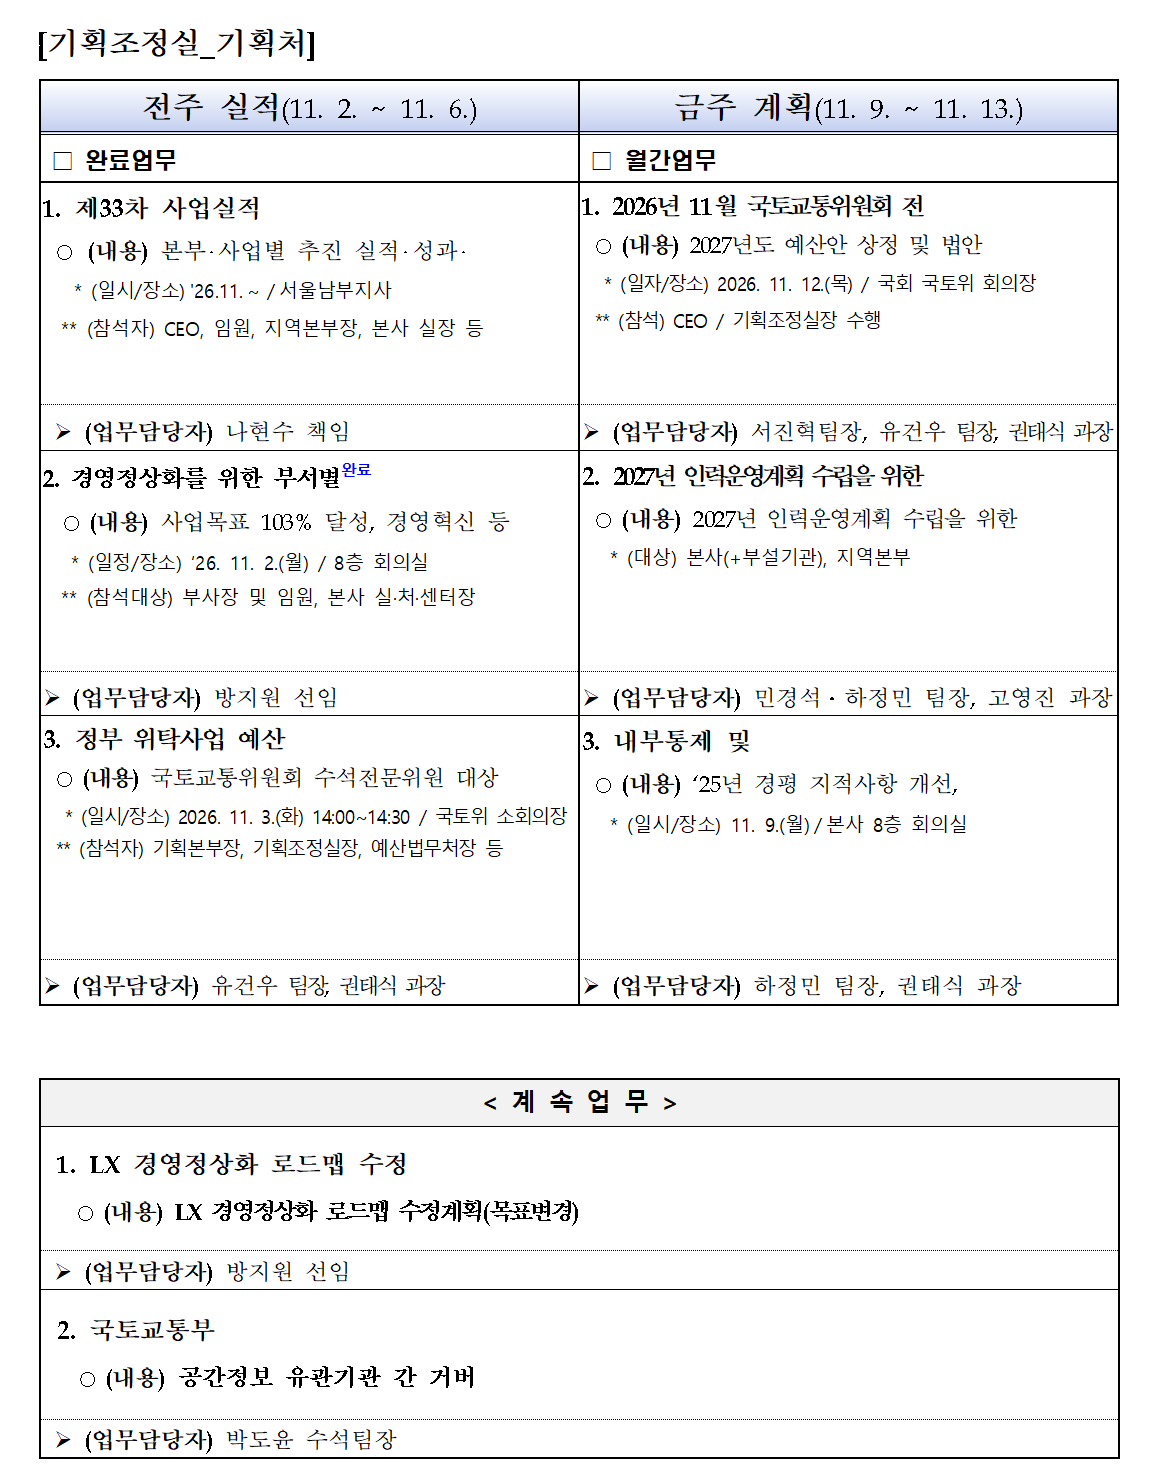 [기획조정실_기획처]
전주 실적(11. 2. ~ 11. 6.)
□ 완료업무
1. 제33차 사업실적
○ (내용) 본부·사업별 추진 실적·성과·
* (일시/장소) '26.11. ~ / 서울남부지사
** (참석자) CEO, 임원, 지역본부장, 본사 실장 등
➢ (업무담당자) 나현수 책임
2. 경영정상화를 위한 부서별완료
○ (내용) 사업목표 103% 달성, 경영혁신 등
* (일정/장소) ‘26. 11. 2.(월) / 8층 회의실
** (참석대상) 부사장 및 임원, 본사 실·처·센터장
➢ (업무담당자) 방지원 선임
3. 정부 위탁사업 예산
○ (내용) 국토교통위원회 수석전문위원 대상
* (일시/장소) 2026. 11. 3.(화) 14:00~14:30 / 국토위 소회의장
** (참석자) 기획본부장, 기획조정실장, 예산법무처장 등
➢ (업무담당자) 유건우 팀장, 권태식 과장
금주 계획(11. 9. ~ 11. 13.)
□ 월간업무
1. 2026년 11월 국토교통위원회 전
○ (내용) 2027년도 예산안 상정 및 법안
* (일자/장소) 2026. 11. 12.(목) / 국회 국토위 회의장
** (참석) CEO / 기획조정실장 수행
➢ (업무담당자) 서진혁팀장, 유건우 팀장, 권태식 과장
2. 2027년 인력운영계획 수립을 위한
○ (내용) 2027년 인력운영계획 수립을 위한
* (대상) 본사(+부설기관), 지역본부
➢ (업무담당자) 민경석·하정민 팀장, 고영진 과장
3. 내부통제 및
○ (내용) ‘25년 경평 지적사항 개선,
* (일시/장소) 11. 9.(월) / 본사 8층 회의실
➢ (업무담당자) 하정민 팀장, 권태식 과장
< 계 속 업 무 >
1. LX 경영정상화 로드맵 수정
○ (내용) LX 경영정상화 로드맵 수정계획(목표변경)
➢ (업무담당자) 방지원 선임
2. 국토교통부
○ (내용) 공간정보 유관기관 간 거버
➢ (업무담당자) 박도윤 수석팀장